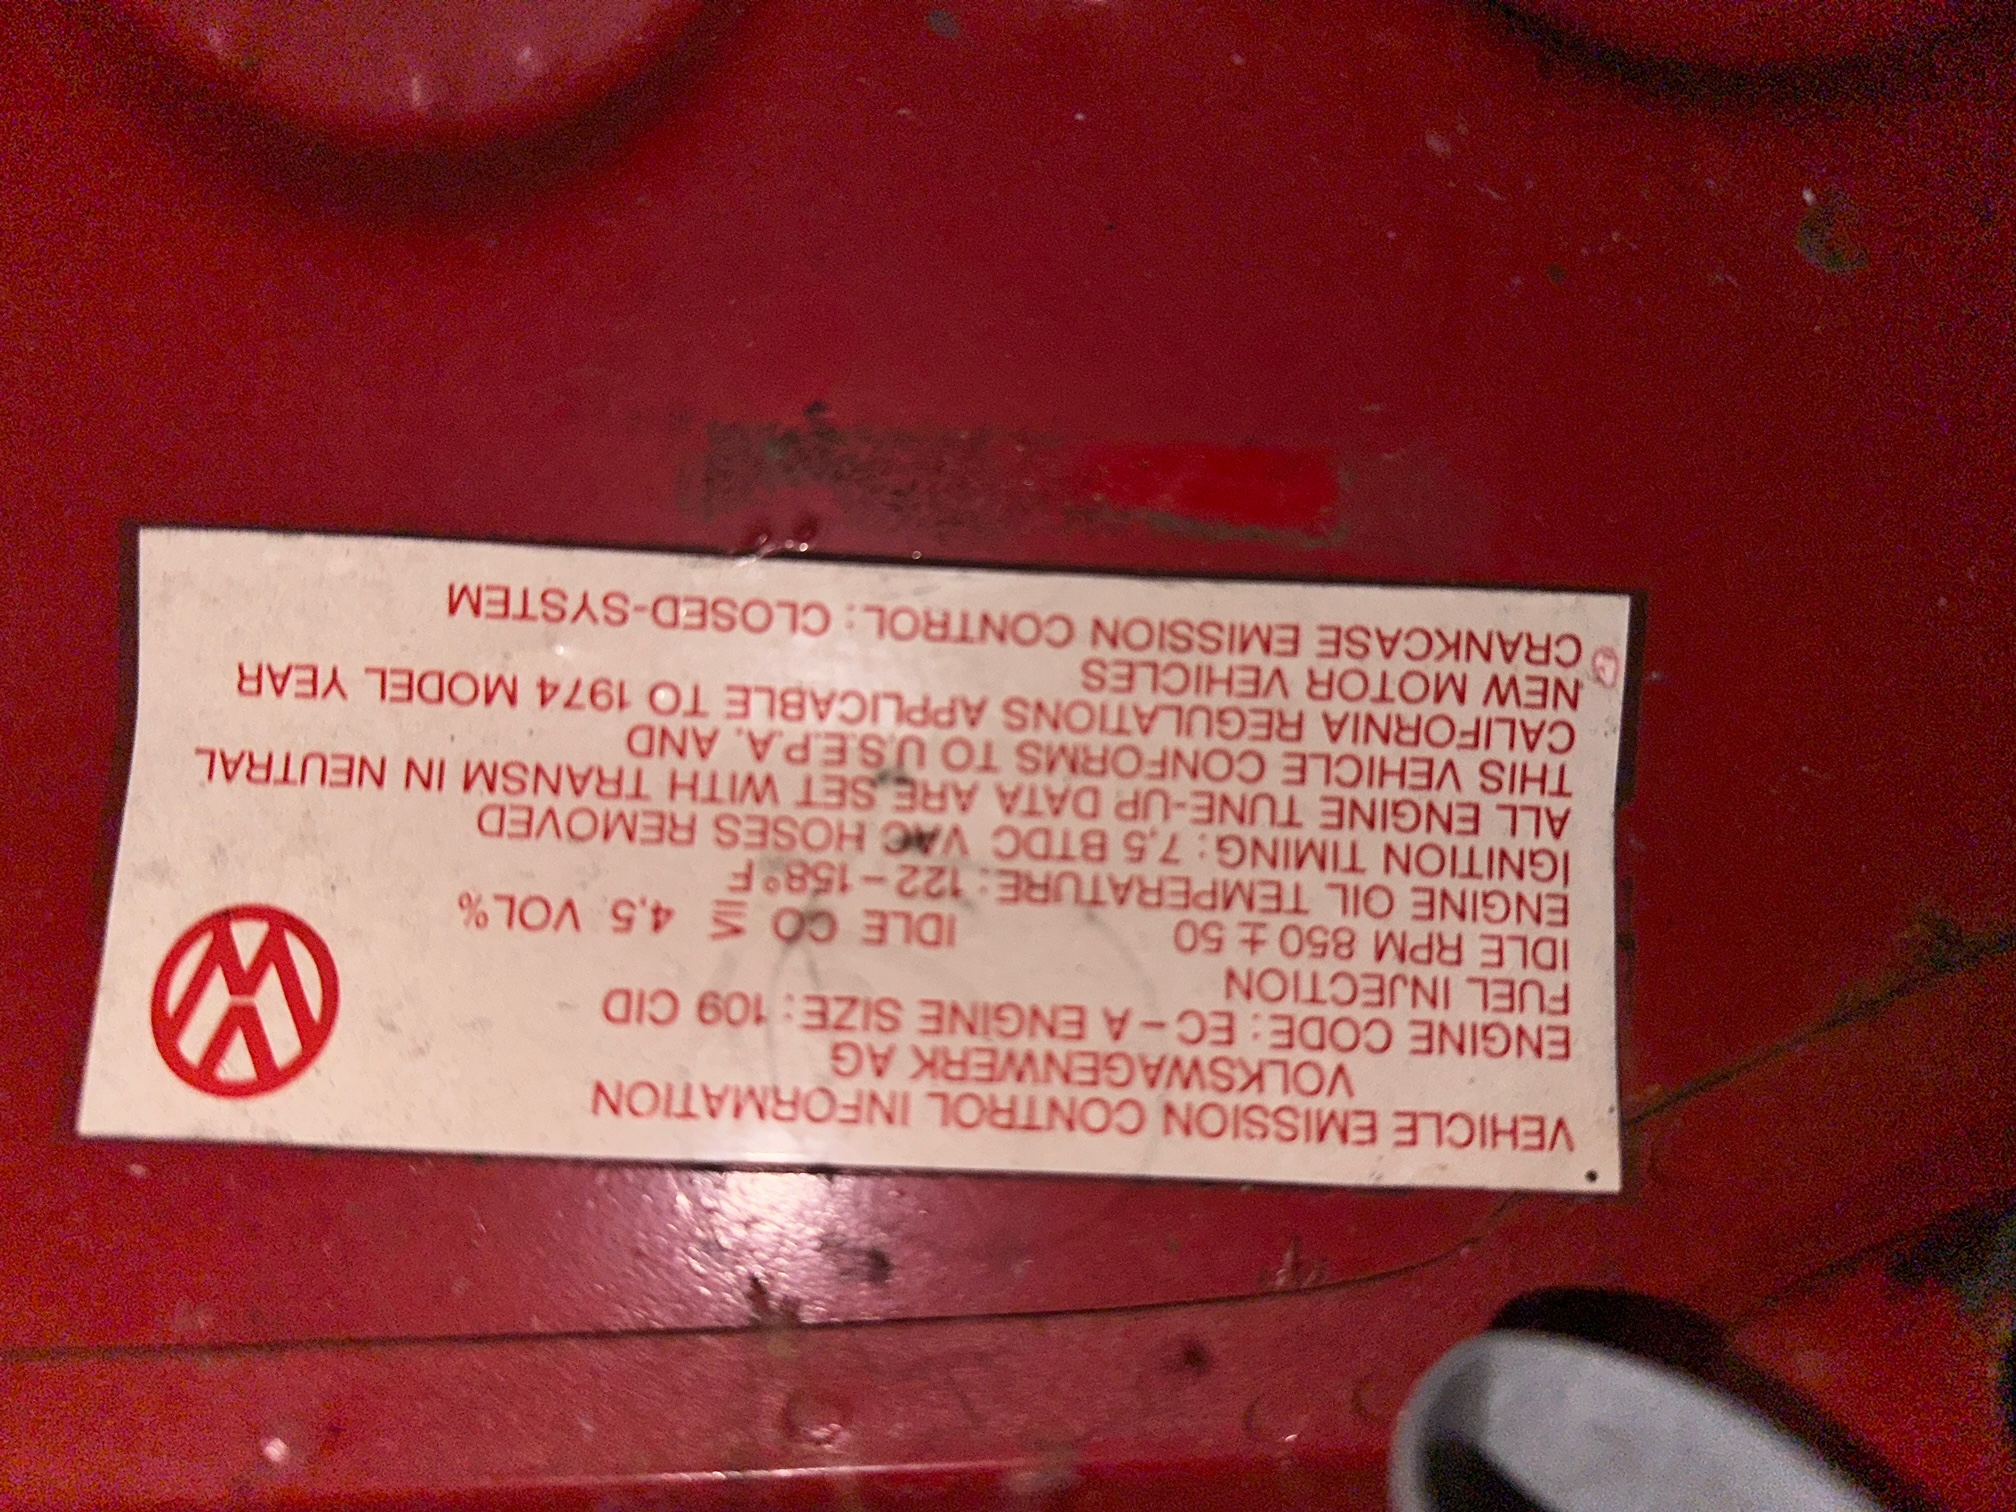 VEHICLE EMISSION CONTROL INFORMATION
VOLKSWAGENWERK AG
ENGINE CODE: EC-A ENGINE SIZE: 109 CID
FUEL INJECTION
IDLE RPM 850 ± 50 IDLE CO ≦ 4,5 VOL%
ENGINE OIL TEMPERATURE: 122-158°F
IGNITION TIMING: 7,5 BTDC VAC HOSES REMOVED
ALL ENGINE TUNE-UP DATA ARE SET WITH TRANSM IN NEUTRAL
THIS VEHICLE CONFORMS TO U.S.E.P.A. AND
CALIFORNIA REGULATIONS APPLICABLE TO 1974 MODEL YEAR
NEW MOTOR VEHICLES
CRANKCASE EMISSION CONTROL: CLOSED-SYSTEM